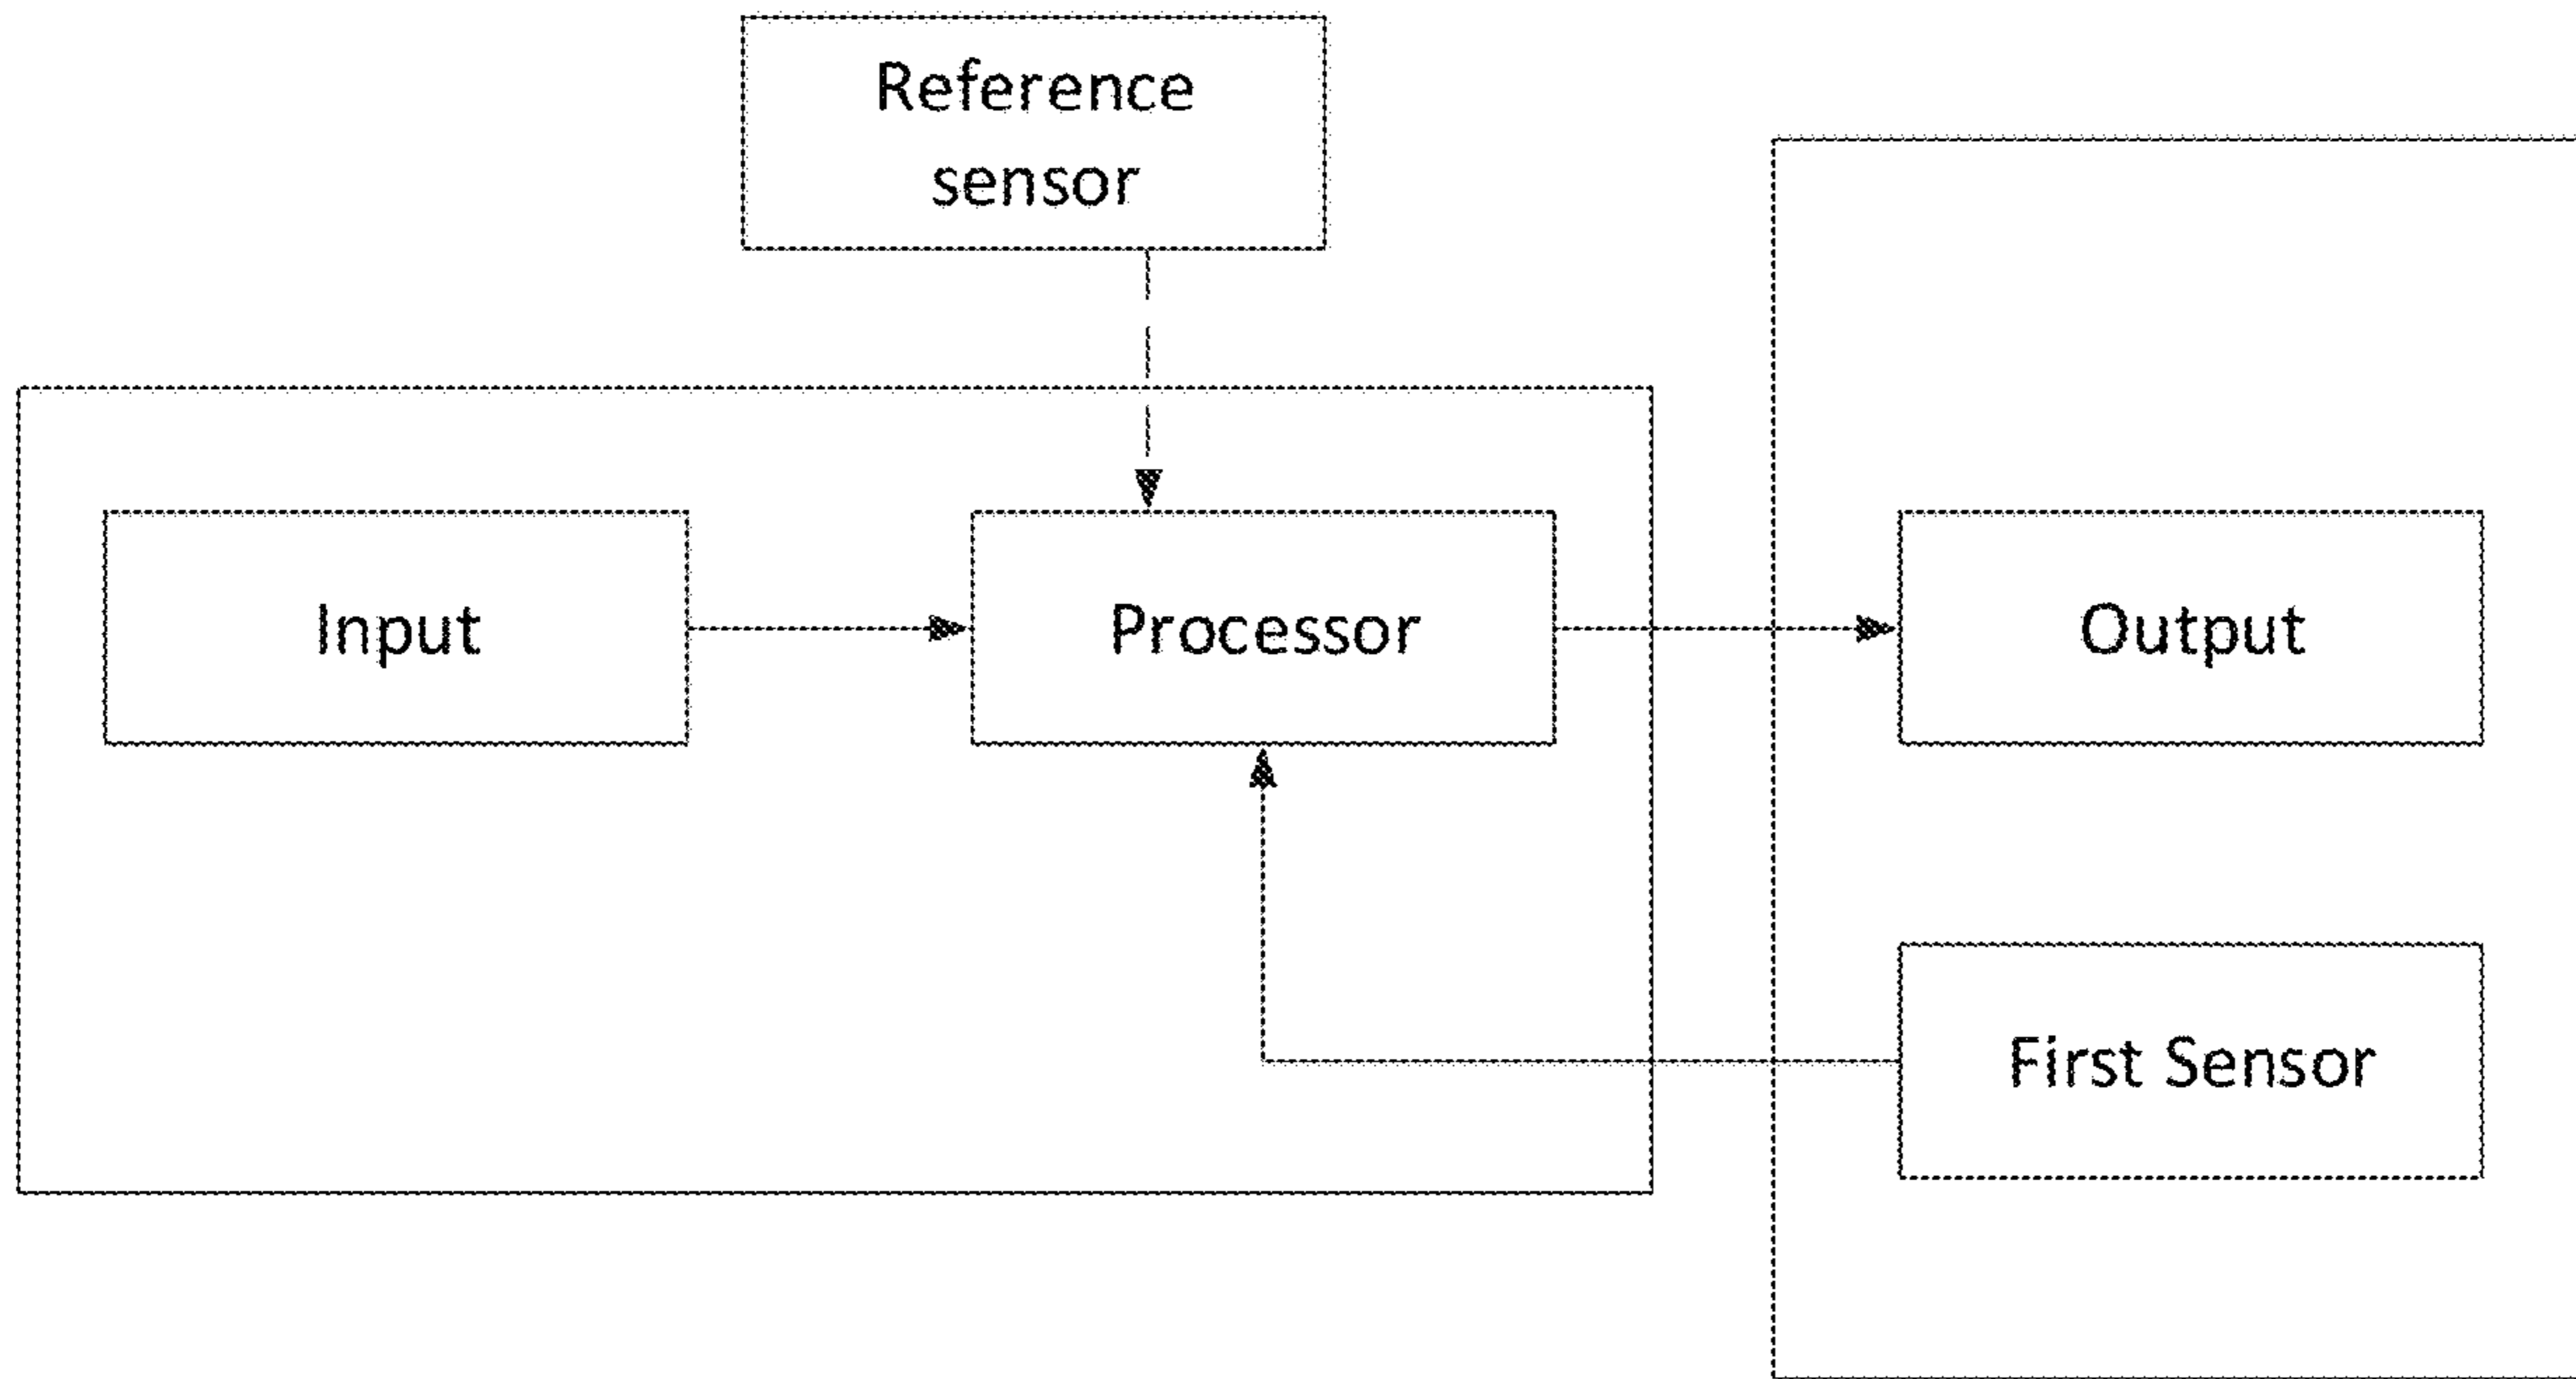 Reference
sensor
Input
Processor
Output
First Sensor